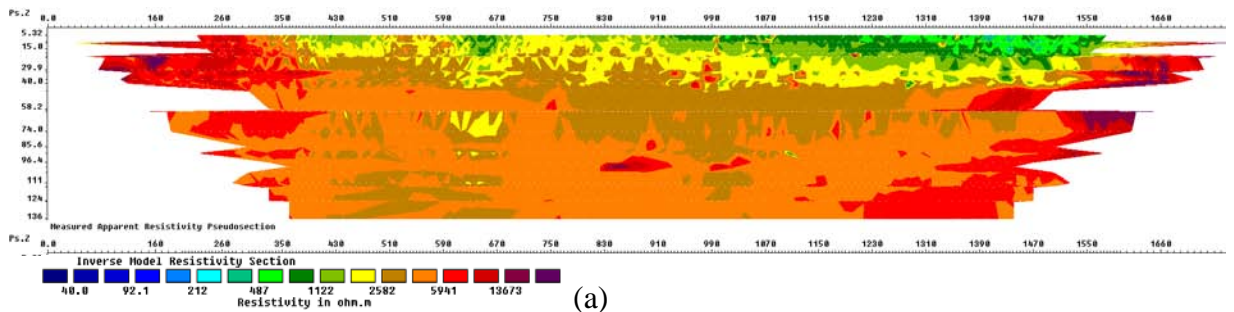 Ps.Z 0.0 160 260 350 430 510 590 670 750 830 910 990 1070 1150 1230 1310 1390 1470 1550 1660
5.32
15.0
29.9
40.0
58.2
74.0
85.6
96.4
111
124
136
Measured Apparent Resistivity Pseudosection
Ps.Z 0.0 160 260 350 430 510 590 670 750 830 910 990 1070 1150 1230 1310 1390 1470 1550 1660
Inverse Model Resistivity Section
40.0 92.1 212 487 1122 2582 5941 13673
Resistivity in ohm.m
(a)